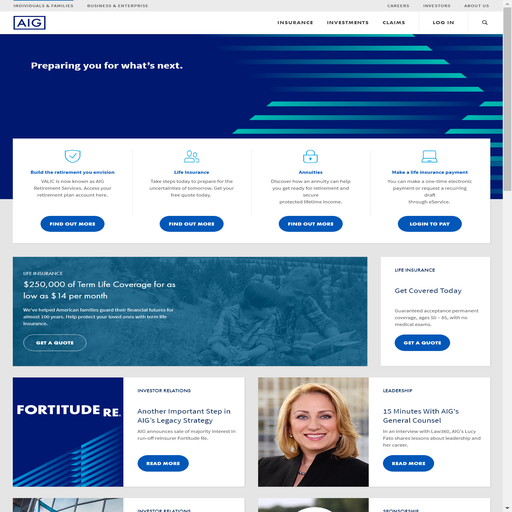 INDIVIDUALS & FAMILIES
BUSINESS & ENTERPRISE
CAREERS
INVESTORS
ABOUT US
AIG
INSURANCE
INVESTMENTS
CLAIMS
LOG IN
Preparing you for what's next.
Build the retirement you envision
VALIC is now known as AIG
Retirement Services. Access your
retirement plan account here.
FIND OUT MORE
Life Insurance
Take steps today to prepare for the
uncertainties of tomorrow. Get your
free quote today.
FIND OUT MORE
Annuities
Discover how an annuity can help
you get ready for retirement and
secure
protected lifetime income.
FIND OUT MORE
Make a life insurance payment
You can make a one-time electronic
payment or request a recurring
draft
through eService.
LOGIN TO PAY
LIFE INSURANCE
$250,000 of Term Life Coverage for as
low as $14 per month
We've helped American families guard their financial futures for
almost 100 years. Help protect your loved ones with term life
insurance.
GET A QUOTE
LIFE INSURANCE
Get Covered Today
Guaranteed acceptance permanent
coverage, ages 50 – 85, with no
medical exams.
GET A QUOTE
FORTITUDE RE.
INVESTOR RELATIONS
Another Important Step in
AIG's Legacy Strategy
AIG announces sale of majority interest in
run-off reinsurer Fortitude Re.
READ MORE
LEADERSHIP
15 Minutes With AIG's
General Counsel
In an interview with Law360, AIG's Lucy
Fato shares lessons about leadership and
her career.
READ MORE
INVESTOR RELATIONS
SPONSORSHIP